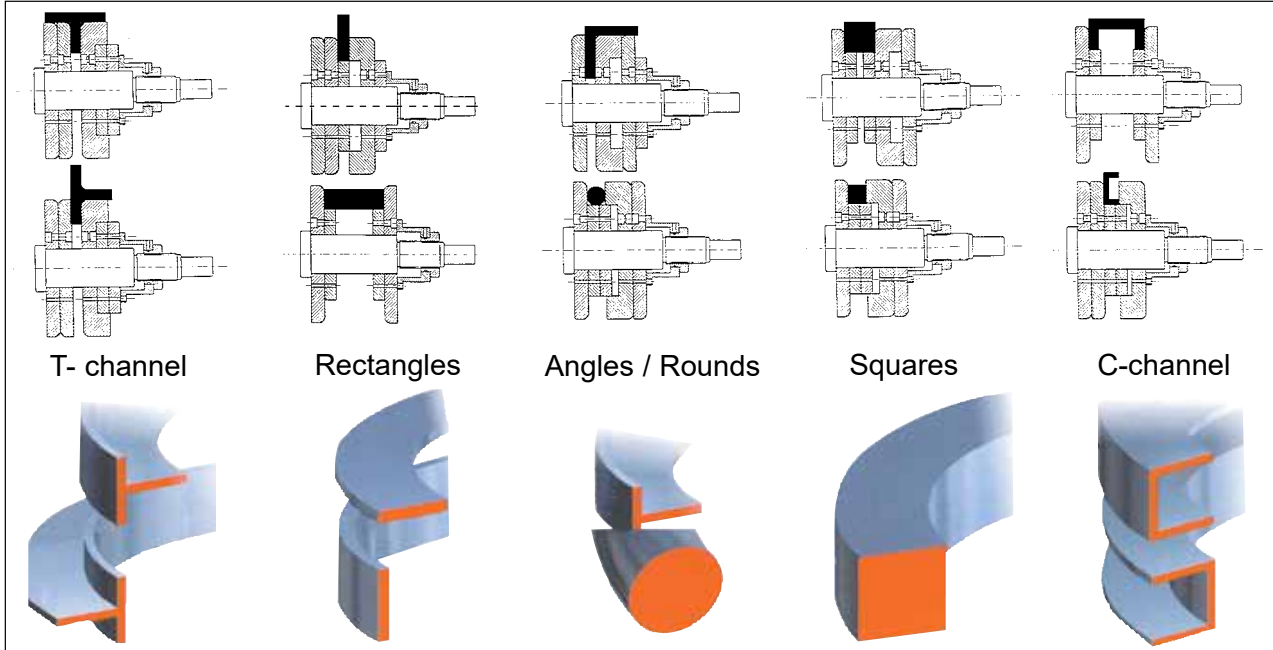 T- channel
Rectangles
Angles / Rounds
Squares
C-channel